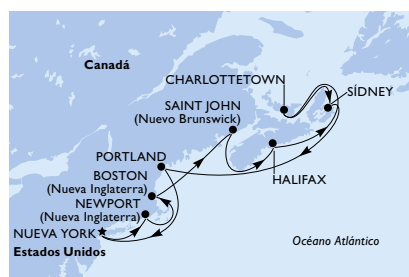 Canadá
CHARLOTTETOWN
SÍDNEY
SAINT JOHN
(Nuevo Brunswick)
PORTLAND
BOSTON
(Nueva Inglaterra)
HALIFAX
NEWPORT
(Nueva Inglaterra)
NUEVA YORK
Estados Unidos
Océano Atlántico